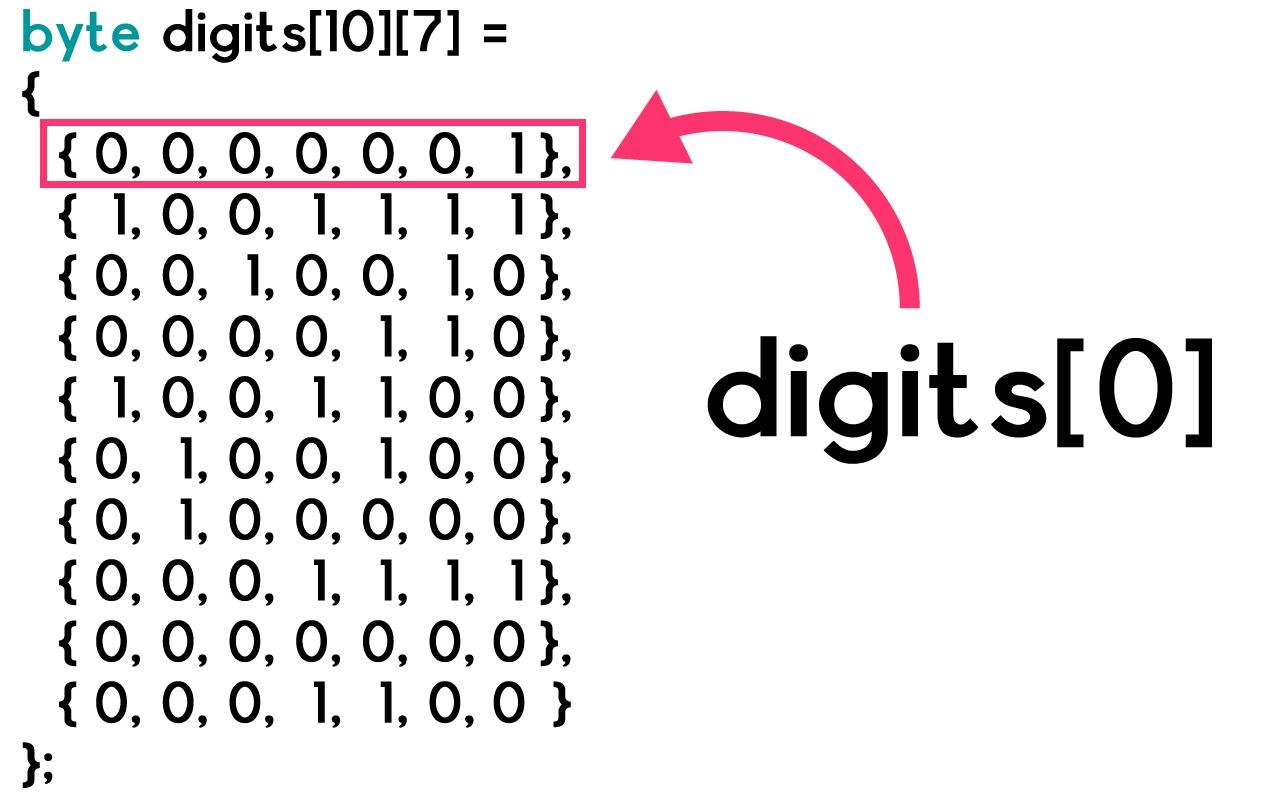 byte digits[10][7] =
{
{ 0, 0, 0, 0, 0, 0, 1 },
{ 1, 0, 0, 1, 1, 1, 1 },
{ 0, 0, 1, 0, 0, 1, 0 },
{ 0, 0, 0, 0, 1, 1, 0 },
{ 1, 0, 0, 1, 1, 0, 0 },
{ 0, 1, 0, 0, 1, 0, 0 },
{ 0, 1, 0, 0, 0, 0, 0 },
{ 0, 0, 0, 1, 1, 1, 1 },
{ 0, 0, 0, 0, 0, 0, 0 },
{ 0, 0, 0, 1, 1, 0, 0 }
};
digits[0]